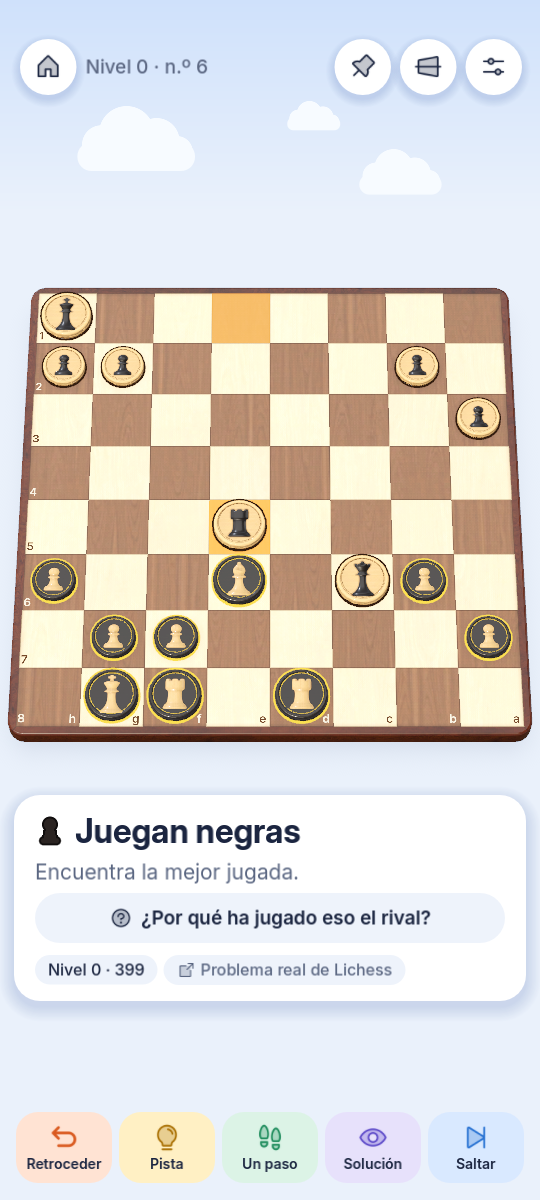 Nivel 0 · n.º 6
1
2
3
4
5
6
7
8 h g f e d c b a
Juegan negras
Encuentra la mejor jugada.
¿Por qué ha jugado eso el rival?
Nivel 0 · 399 Problema real de Lichess
Retroceder Pista Un paso Solución Saltar